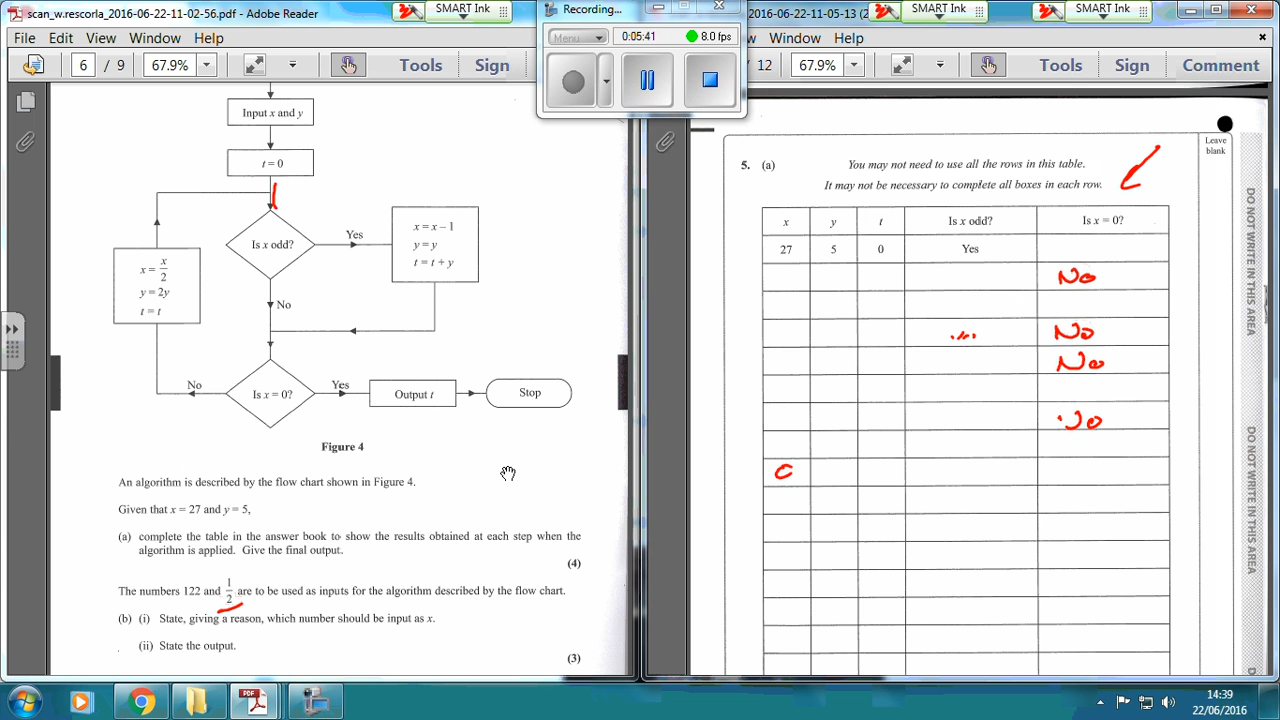 scan_w.rescorla_2016-06-22-11-02-56.pdf - Adobe Reader
SMART Ink
Recording...
2016-06-22-11-05-13 (
SMART Ink
SMART Ink
File Edit View Window Help
Menu
0:05:41
8.0 fps
Window Help
6 / 9
67.9%
Tools
Sign
/ 12
67.9%
Tools
Sign
Comment
Input x and y
t = 0
Is x odd?
Yes
x = x – 1
y = y
t = t + y
x = x/2
y = 2y
t = t
No
Is x = 0?
No
Yes
Output t
Stop
Figure 4
An algorithm is described by the flow chart shown in Figure 4.
Given that x = 27 and y = 5,
(a) complete the table in the answer book to show the results obtained at each step when the
algorithm is applied. Give the final output.
(4)
The numbers 122 and 1/2 are to be used as inputs for the algorithm described by the flow chart.
(b) (i) State, giving a reason, which number should be input as x.
(ii) State the output.
(3)
Leave
blank
5. (a) You may not need to use all the rows in this table.
It may not be necessary to complete all boxes in each row.
x y t Is x odd? Is x = 0?
27 5 0 Yes
No
No
No
No
0
DO NOT WRITE IN THIS AREA
DO NOT WRITE IN THIS AREA
14:39
22/06/2016